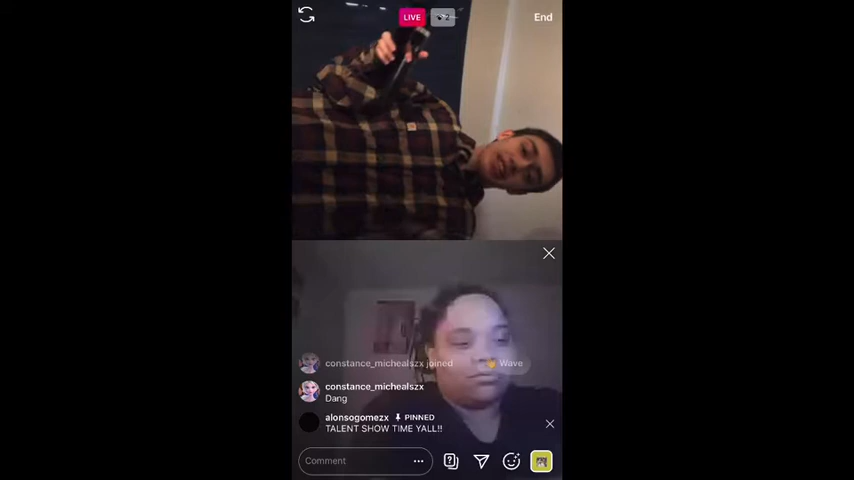 LIVE
End
constance_michealszx joined
Wave
constance_michealszx
Dang
alonsogomezx PINNED
TALENT SHOW TIME YALL!!
Comment